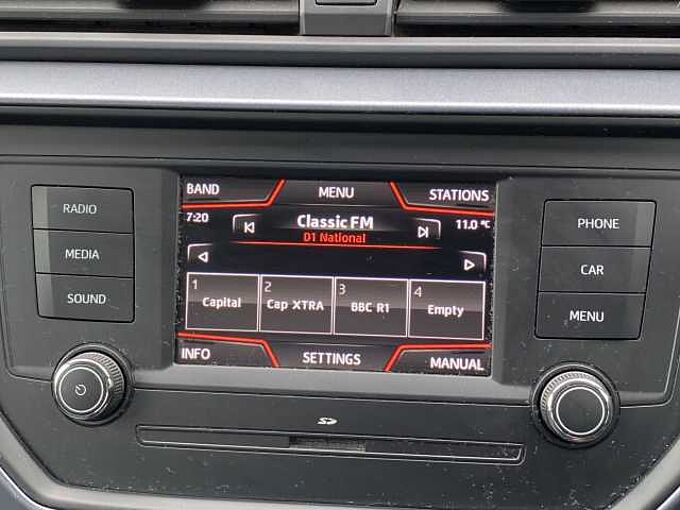 BAND MENU STATIONS
7:20 Classic FM 11.0 °C
D1 National
1 2 3 4
Capital Cap XTRA BBC R1 Empty
INFO SETTINGS MANUAL
RADIO
MEDIA
SOUND
PHONE
CAR
MENU
SD